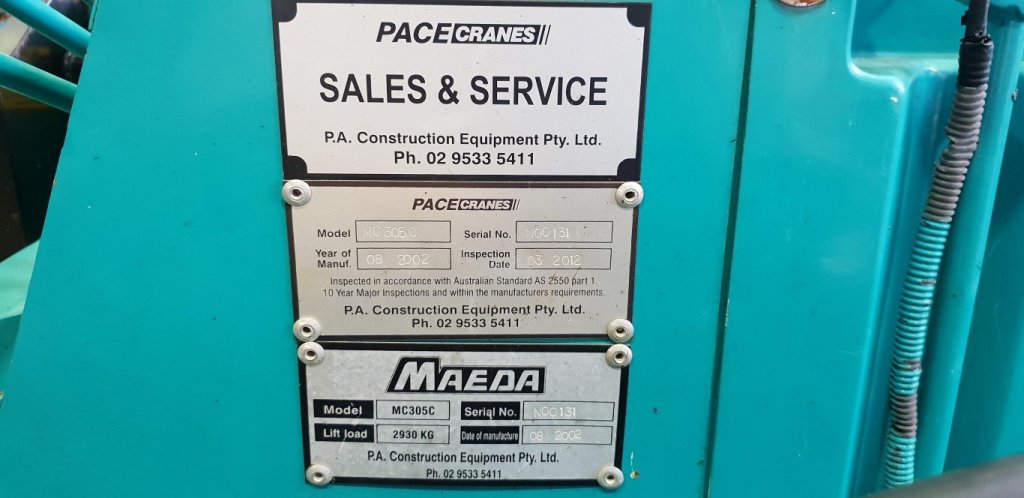 PACE CRANES
SALES & SERVICE
P.A. Construction Equipment Pty. Ltd.
Ph. 02 9533 5411
PACE CRANES
Model MC305C Serial No. N00131
Year of Manuf. 08 2002 Inspection Date 03 2012
Inspected in accordance with Australian Standard AS 2550 part 1.
10 Year Major Inspections and within the manufacturers requirements.
P.A. Construction Equipment Pty. Ltd.
Ph. 02 9533 5411
MAEDA
Model MC305C Serial No. N00131
Lift load 2930 KG Date of manufacture 08 2002
P.A. Construction Equipment Pty. Ltd.
Ph. 02 9533 5411